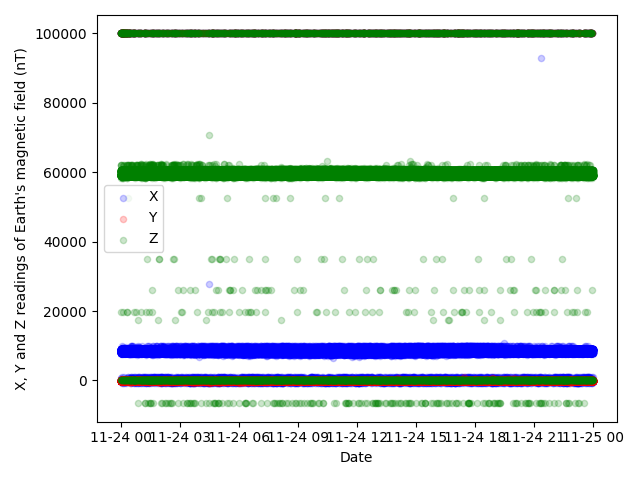 100000
80000
60000
40000
20000
0
X, Y and Z readings of Earth's magnetic field (nT)
X
Y
Z
11-24 00 11-24 03 11-24 06 11-24 09 11-24 12 11-24 15 11-24 18 11-24 21 11-25 00
Date